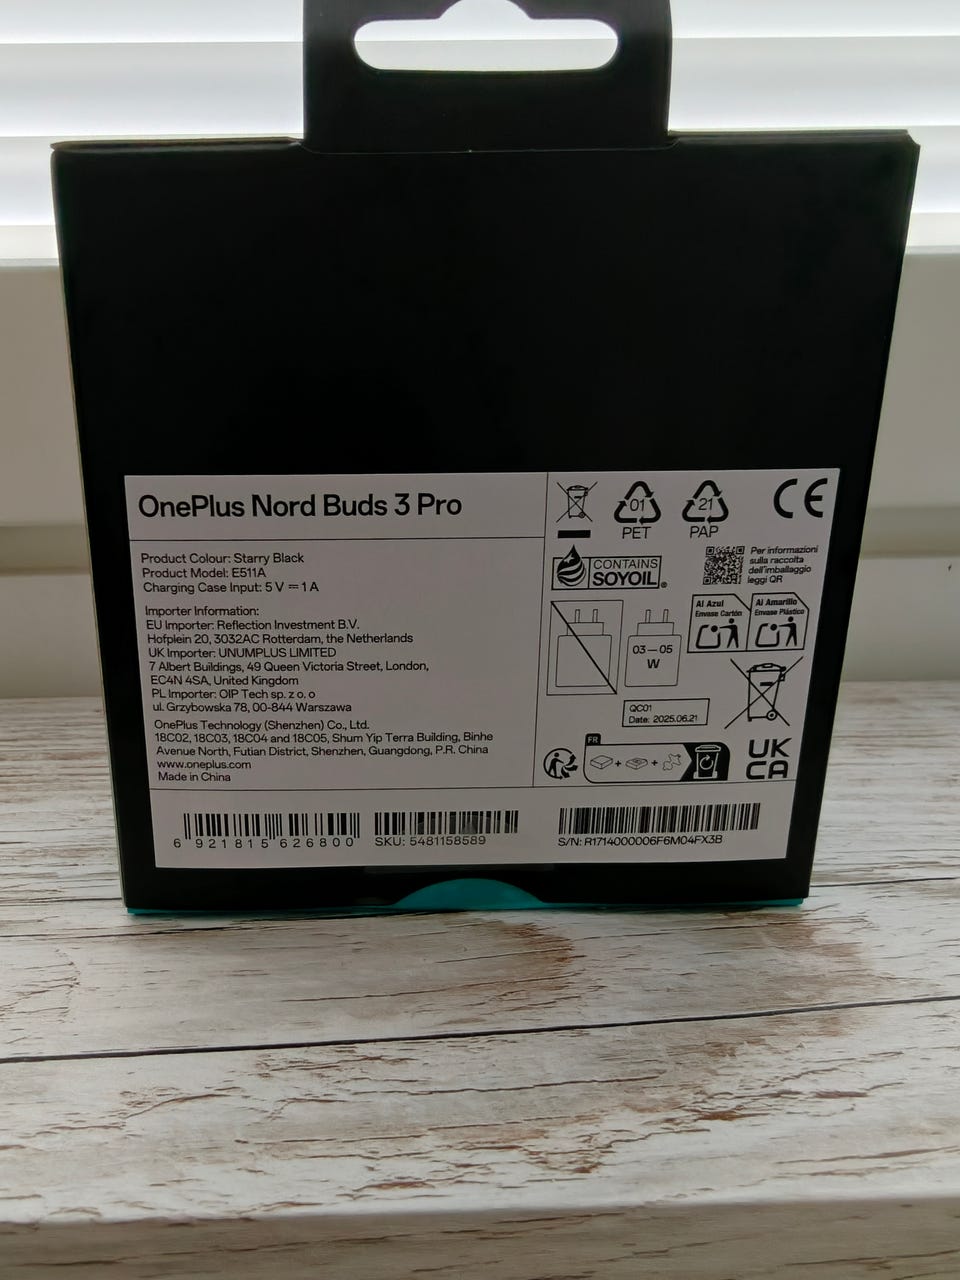 OnePlus Nord Buds 3 Pro
Product Colour: Starry Black
Product Model: E511A
Charging Case Input: 5 V ⎓ 1 A
Importer Information:
EU Importer: Reflection Investment B.V.
Hofplein 20, 3032AC Rotterdam, the Netherlands
UK Importer: UNUMPLUS LIMITED
7 Albert Buildings, 49 Queen Victoria Street, London,
EC4N 4SA, United Kingdom
PL Importer: OIP Tech sp. z o. o
ul. Grzybowska 78, 00-844 Warszawa
OnePlus Technology (Shenzhen) Co., Ltd.
18C02, 18C03, 18C04 and 18C05, Shum Yip Terra Building, Binhe
Avenue North, Futian District, Shenzhen, Guangdong, P.R. China
www.oneplus.com
Made in China
01
PET
21
PAP
CE
CONTAINS
SOYOIL®
Per informazioni
sulla raccolta
dell'imballaggio
leggi QR
Al Azul
Envase Cartón
Al Amarillo
Envase Plástico
03 – 05
W
QC01
Date: 2025.06.21
FR
UK
CA
6 921815 626800
SKU: 5481158589
S/N: R1714000006F6M04FX3B